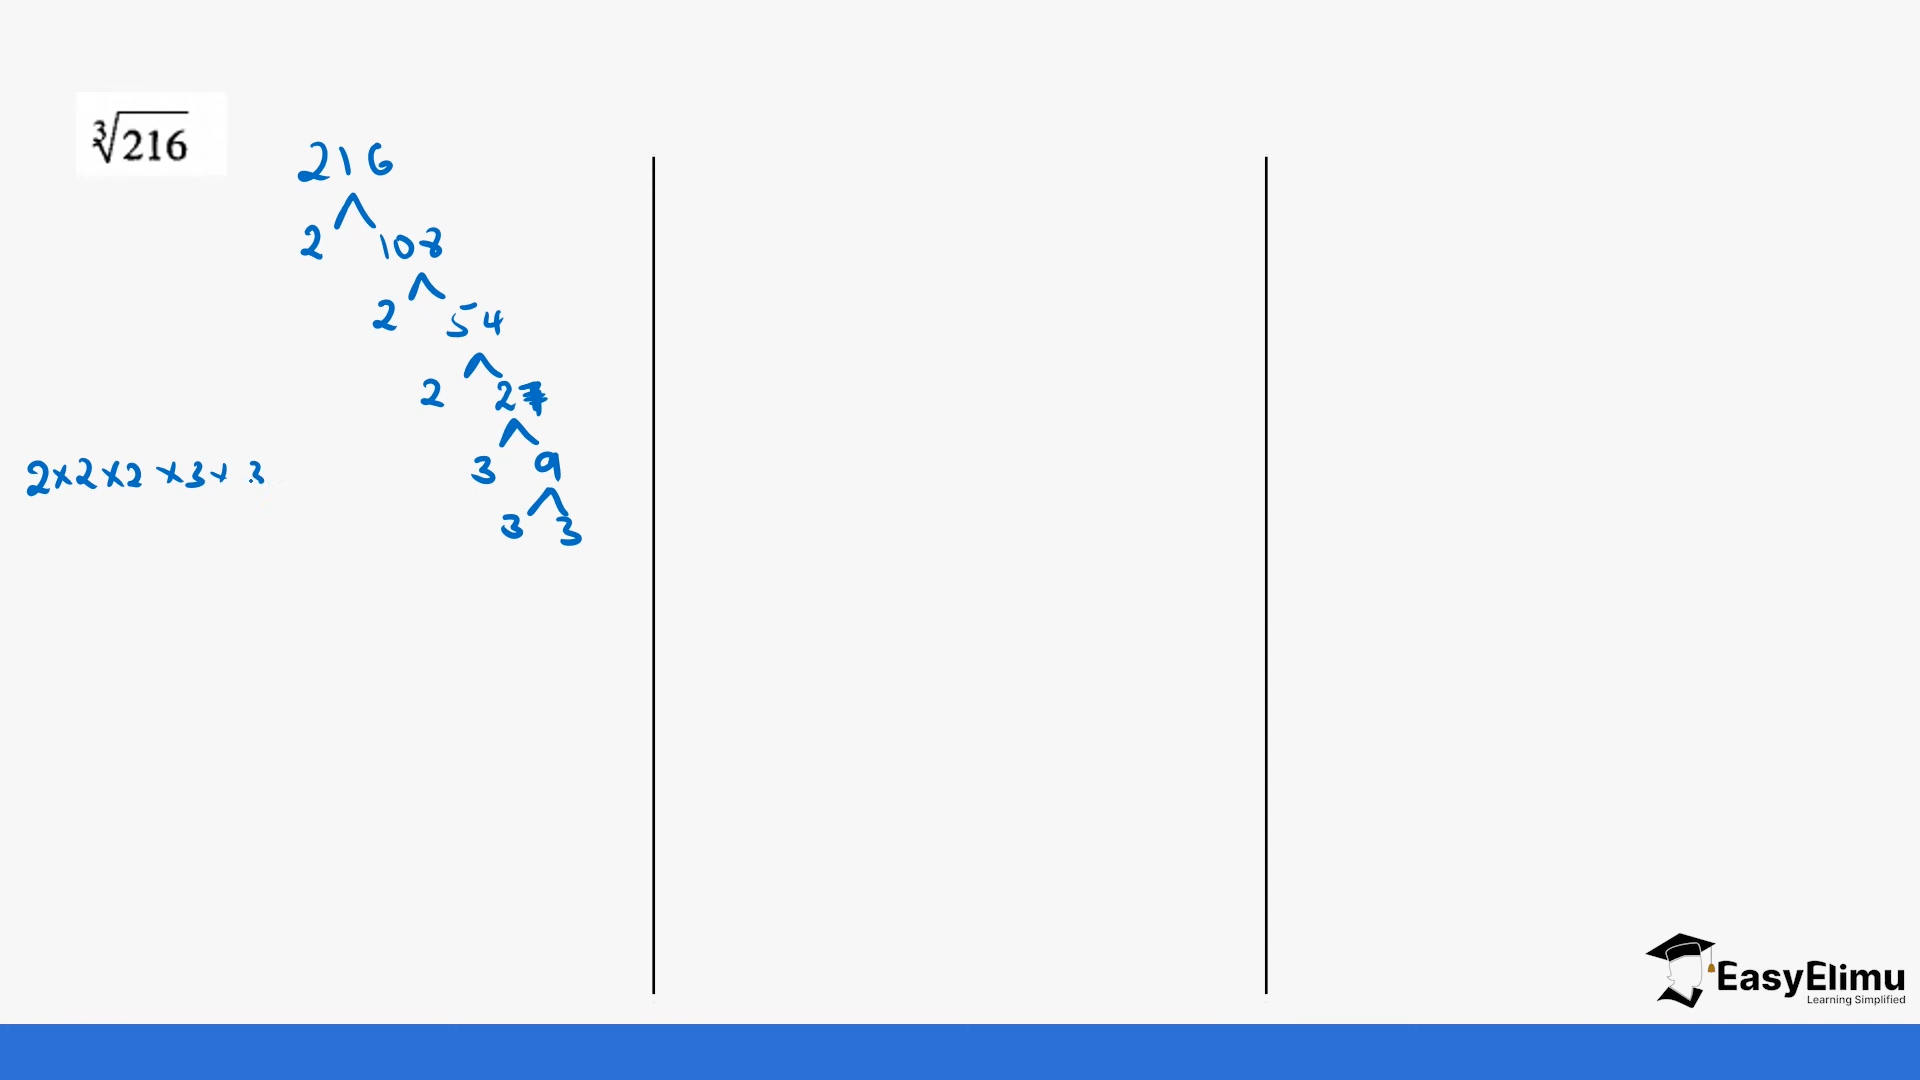 ∛216
216
2 108
2 54
2 27
3 9
2×2×2 ×3× 3
3 3
EasyElimu
Learning Simplified